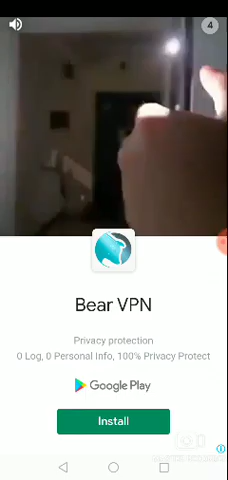 4
Bear VPN
Privacy protection
0 Log, 0 Personal Info, 100% Privacy Protect
Google Play
Install